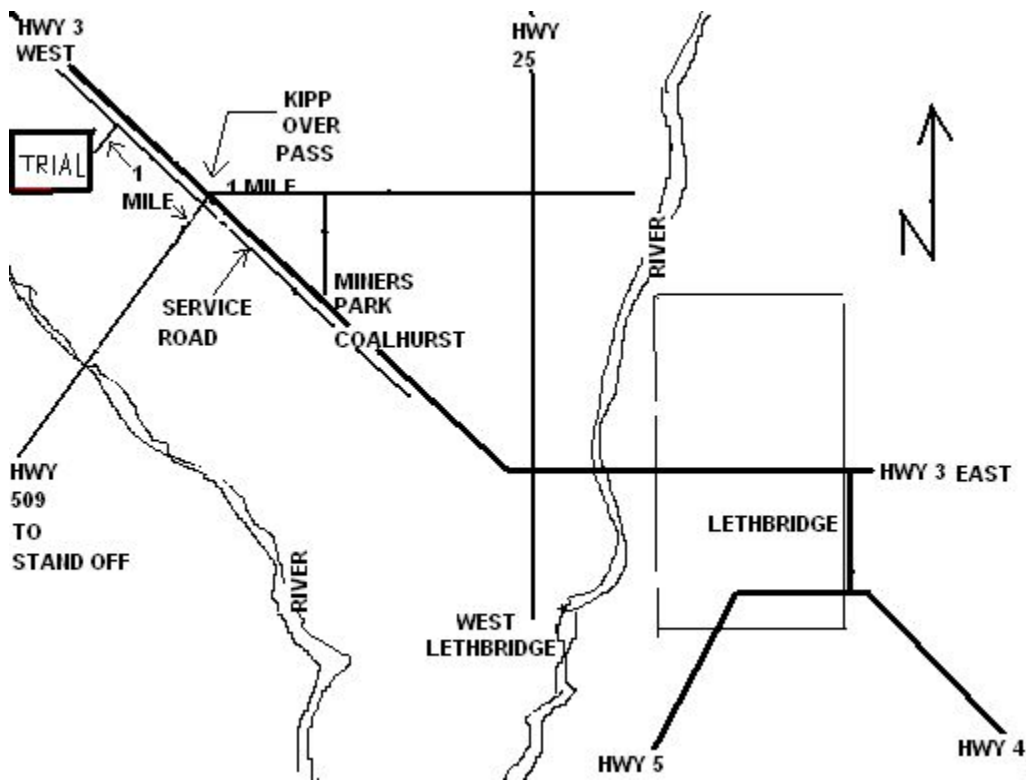 HWY 3
WEST
HWY
25
KIPP
OVER
PASS
TRIAL
1
MILE
1 MILE
N
RIVER
MINERS
PARK
SERVICE
ROAD
COALHURST
HWY
509
TO
STAND OFF
HWY 3 EAST
LETHBRIDGE
RIVER
WEST
LETHBRIDGE
HWY 5
HWY 4